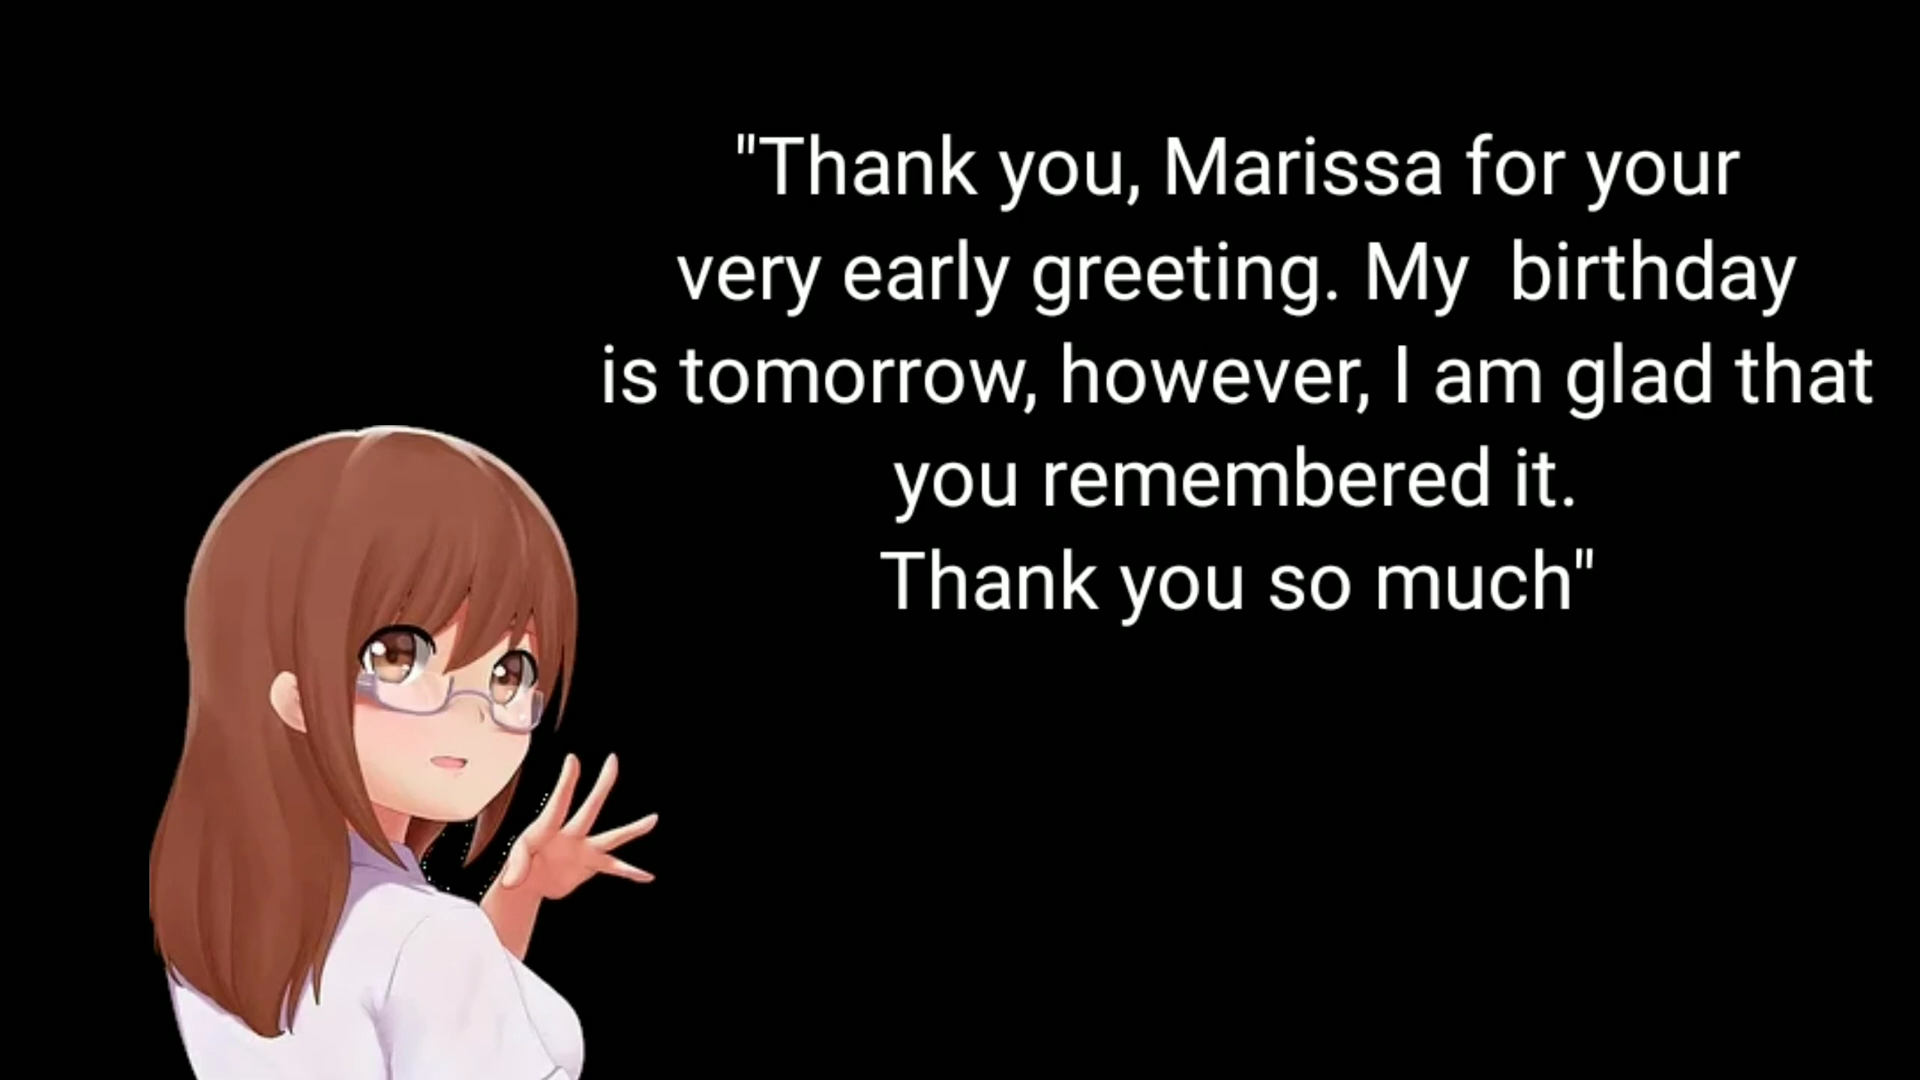 "Thank you, Marissa for your
very early greeting. My  birthday
is tomorrow, however, I am glad that
you remembered it.
Thank you so much"